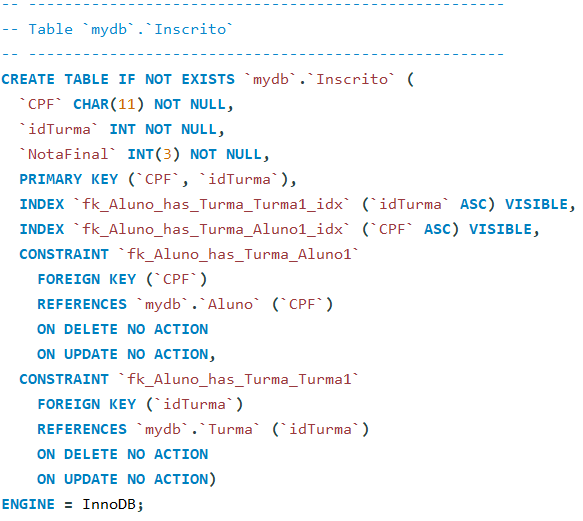 -- -----------------------------------------------------
-- Table `mydb`.`Inscrito`
-- -----------------------------------------------------
CREATE TABLE IF NOT EXISTS `mydb`.`Inscrito` (
  `CPF` CHAR(11) NOT NULL,
  `idTurma` INT NOT NULL,
  `NotaFinal` INT(3) NOT NULL,
  PRIMARY KEY (`CPF`, `idTurma`),
  INDEX `fk_Aluno_has_Turma_Turma1_idx` (`idTurma` ASC) VISIBLE,
  INDEX `fk_Aluno_has_Turma_Aluno1_idx` (`CPF` ASC) VISIBLE,
  CONSTRAINT `fk_Aluno_has_Turma_Aluno1`
    FOREIGN KEY (`CPF`)
    REFERENCES `mydb`.`Aluno` (`CPF`)
    ON DELETE NO ACTION
    ON UPDATE NO ACTION,
  CONSTRAINT `fk_Aluno_has_Turma_Turma1`
    FOREIGN KEY (`idTurma`)
    REFERENCES `mydb`.`Turma` (`idTurma`)
    ON DELETE NO ACTION
    ON UPDATE NO ACTION)
ENGINE = InnoDB;